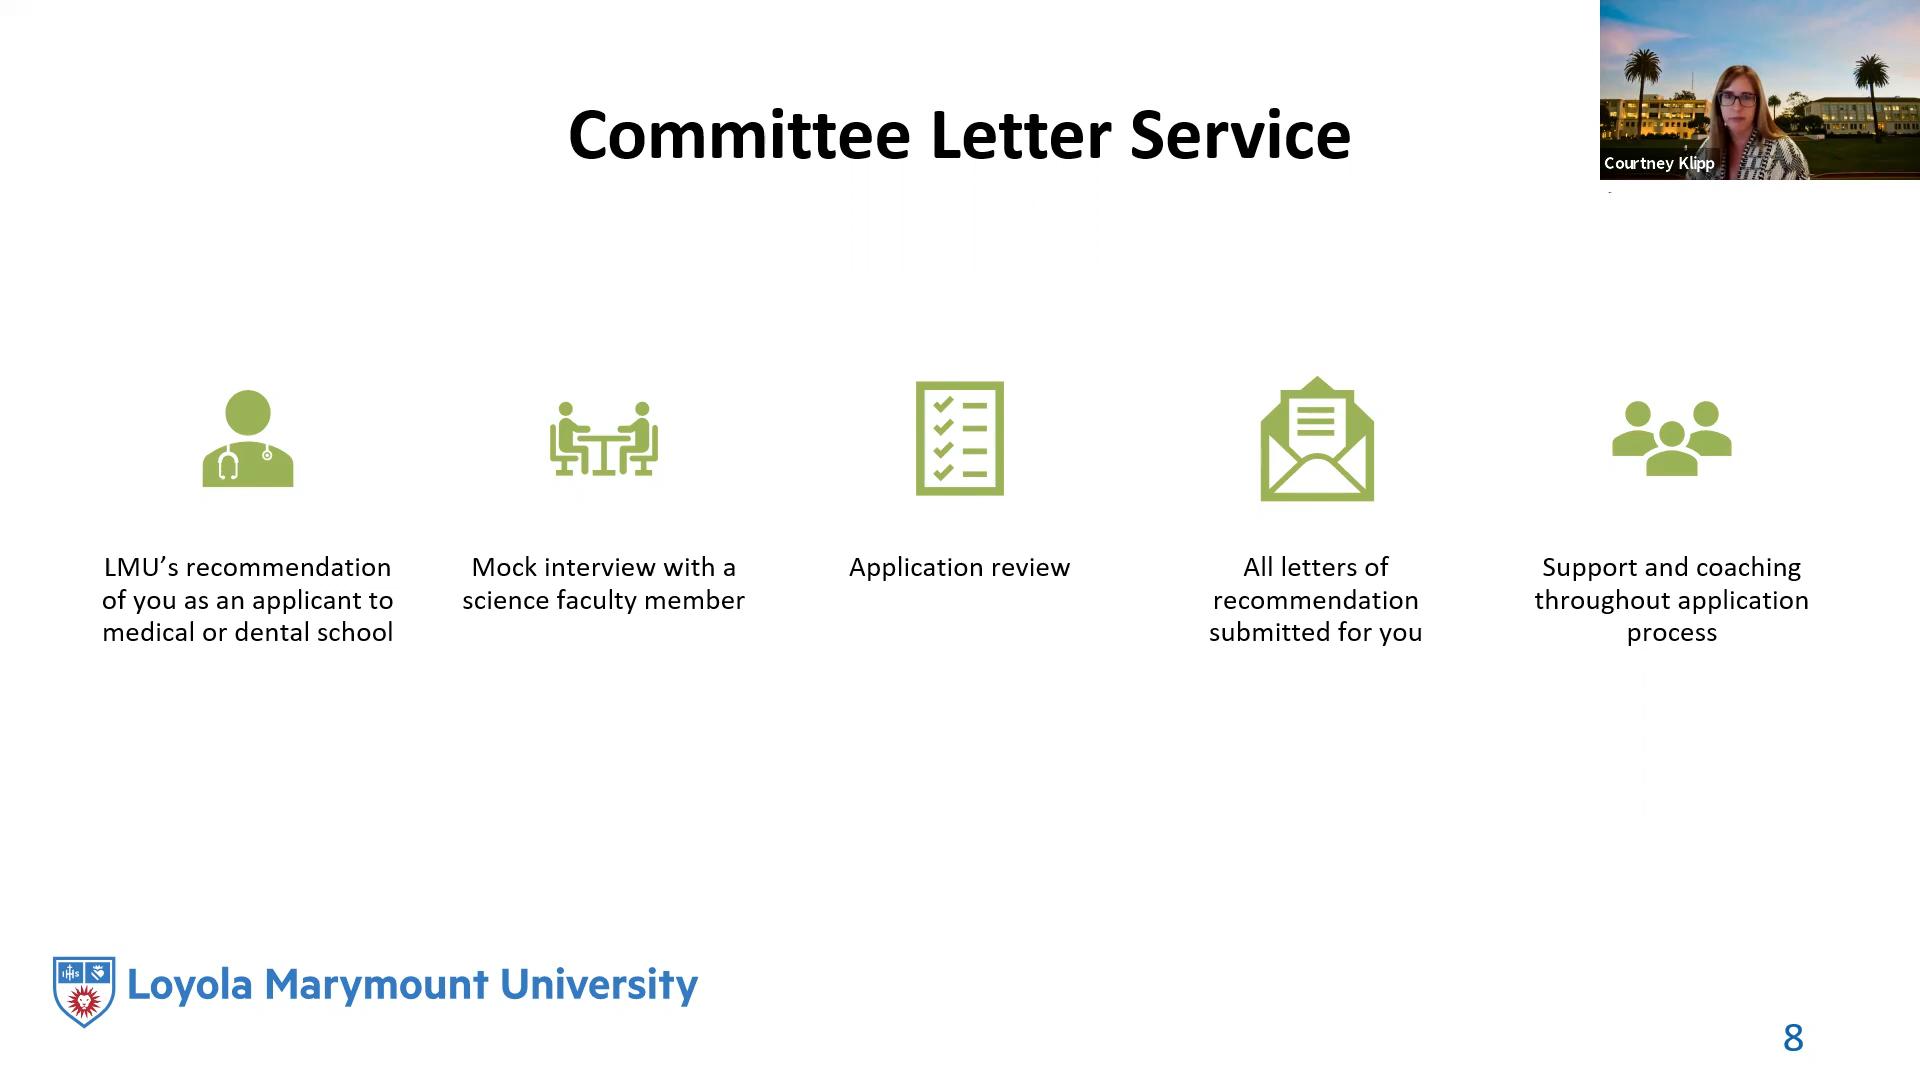 Committee Letter Service
Courtney Klipp
LMU’s recommendation
of you as an applicant to
medical or dental school
Mock interview with a
science faculty member
Application review
All letters of
recommendation
submitted for you
Support and coaching
throughout application
process
IHS
Loyola Marymount University
8